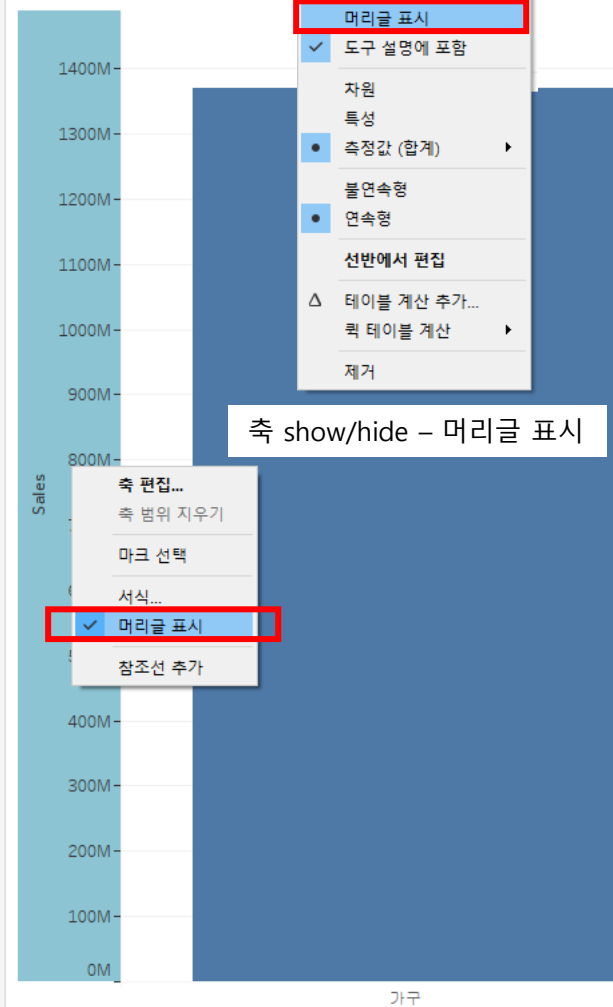 머리글 표시
도구 설명에 포함
차원
특성
측정값 (합계)
불연속형
연속형
선반에서 편집
테이블 계산 추가...
퀵 테이블 계산
제거
축 show/hide – 머리글 표시
1400M
1300M
1200M
1100M
1000M
900M
800M
Sales
축 편집...
축 범위 지우기
마크 선택
서식...
머리글 표시
참조선 추가
400M
300M
200M
100M
0M
가구